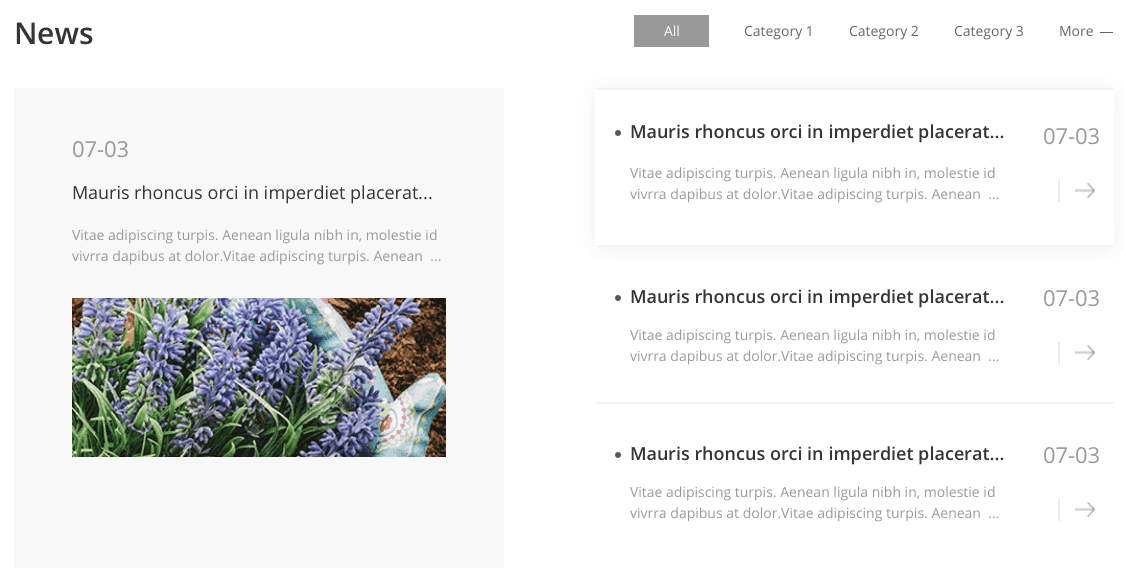 News
All
Category 1
Category 2
Category 3
More —
07-03
Mauris rhoncus orci in imperdiet placerat...
Vitae adipiscing turpis. Aenean ligula nibh in, molestie id
vivrra dapibus at dolor.Vitae adipiscing turpis. Aenean ...
• Mauris rhoncus orci in imperdiet placerat...
07-03
Vitae adipiscing turpis. Aenean ligula nibh in, molestie id
vivrra dapibus at dolor.Vitae adipiscing turpis. Aenean ...
• Mauris rhoncus orci in imperdiet placerat...
07-03
Vitae adipiscing turpis. Aenean ligula nibh in, molestie id
vivrra dapibus at dolor.Vitae adipiscing turpis. Aenean ...
• Mauris rhoncus orci in imperdiet placerat...
07-03
Vitae adipiscing turpis. Aenean ligula nibh in, molestie id
vivrra dapibus at dolor.Vitae adipiscing turpis. Aenean ...